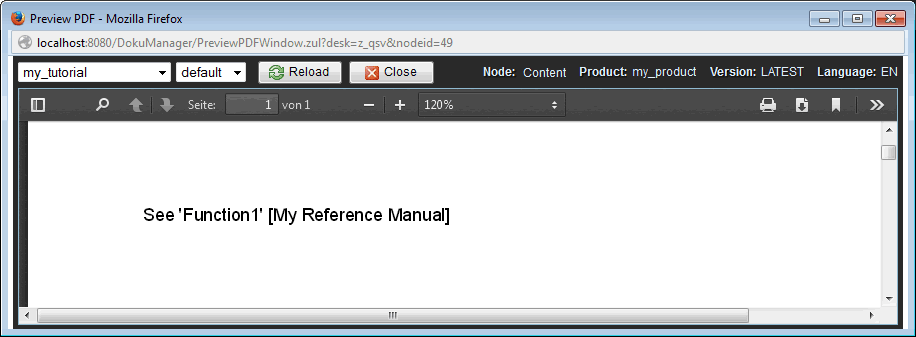 Preview PDF - Mozilla Firefox
localhost:8080/DokuManager/PreviewPDFWindow.zul?desk=z_qsv&nodeid=49
my_tutorial default Reload Close Node: Content Product: my_product Version: LATEST Language: EN
Seite: 1 von 1 120%
See 'Function1' [My Reference Manual]